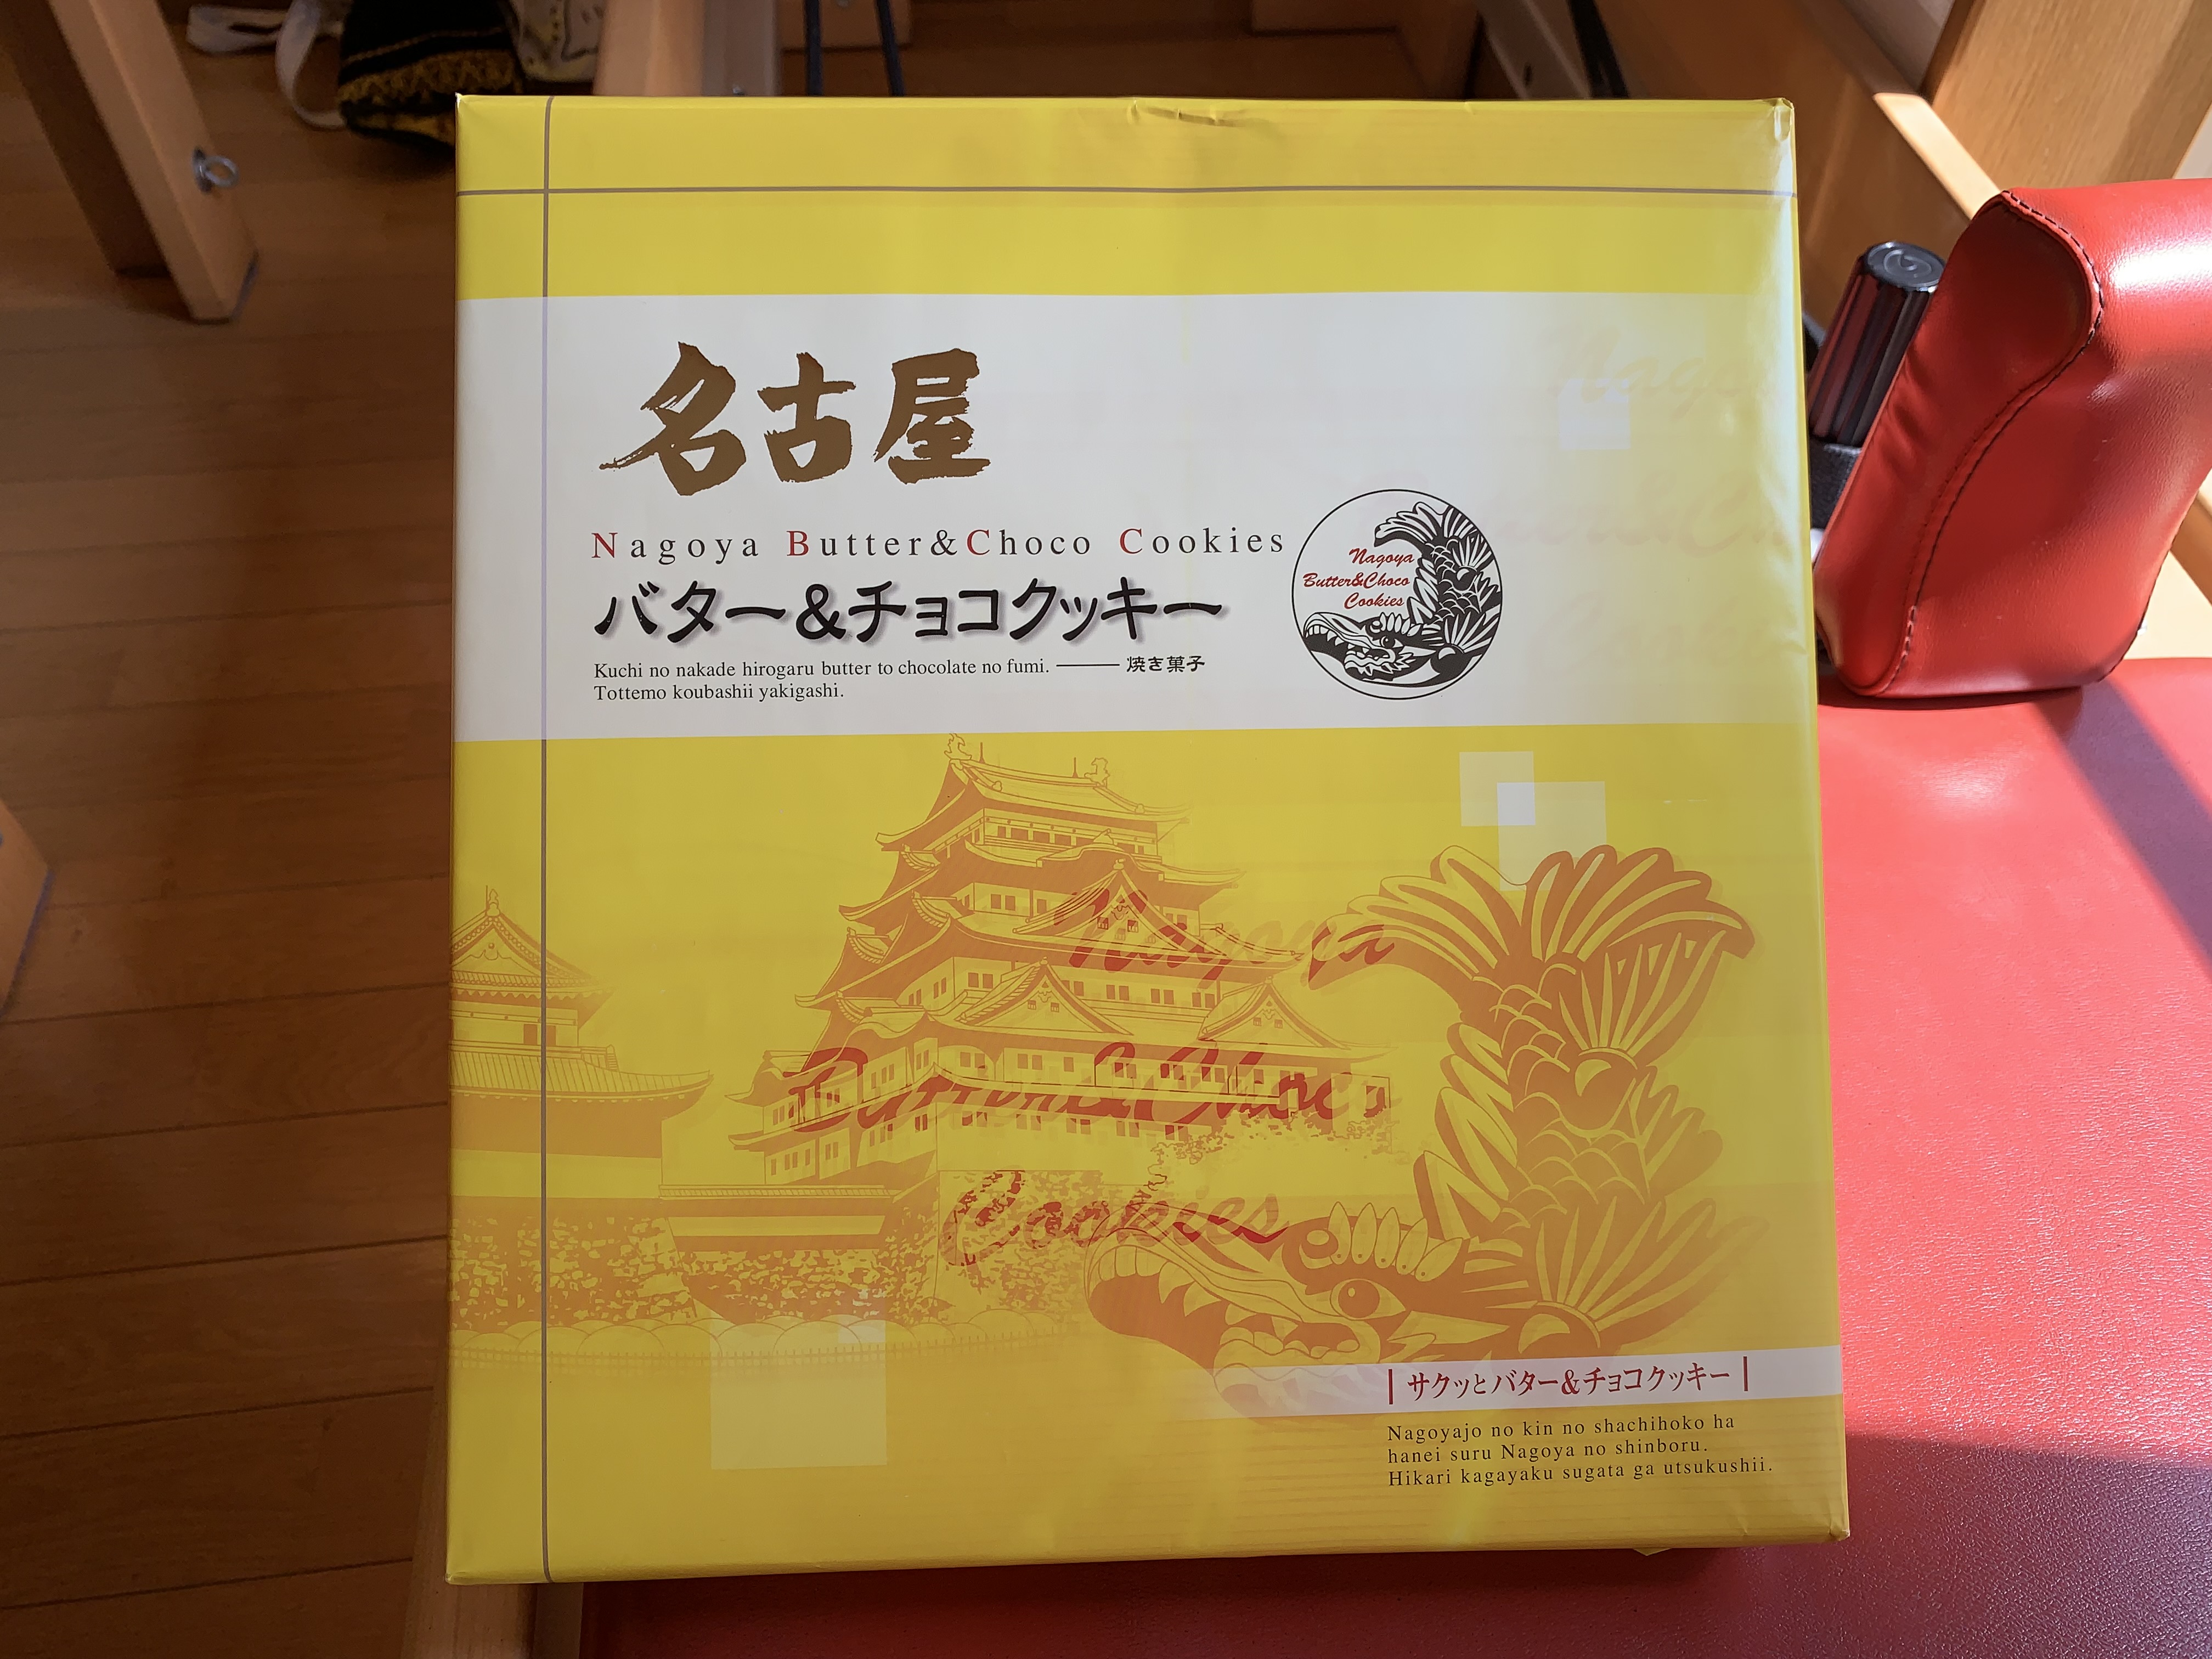 名古屋
Nagoya Butter&Choco Cookies
バター&チョコクッキー
Kuchi no nakade hirogaru butter to chocolate no fumi. 焼き菓子
Tottemo koubashii yakigashi.
Nagoya
Butter&Choco
Cookies
Nagoya
Cookies
サクッとバター&チョコクッキー
Nagoyajo no kin no shachihoko ha
hanei suru Nagoya no shinboru.
Hikari kagayaku sugata ga utsukushii.